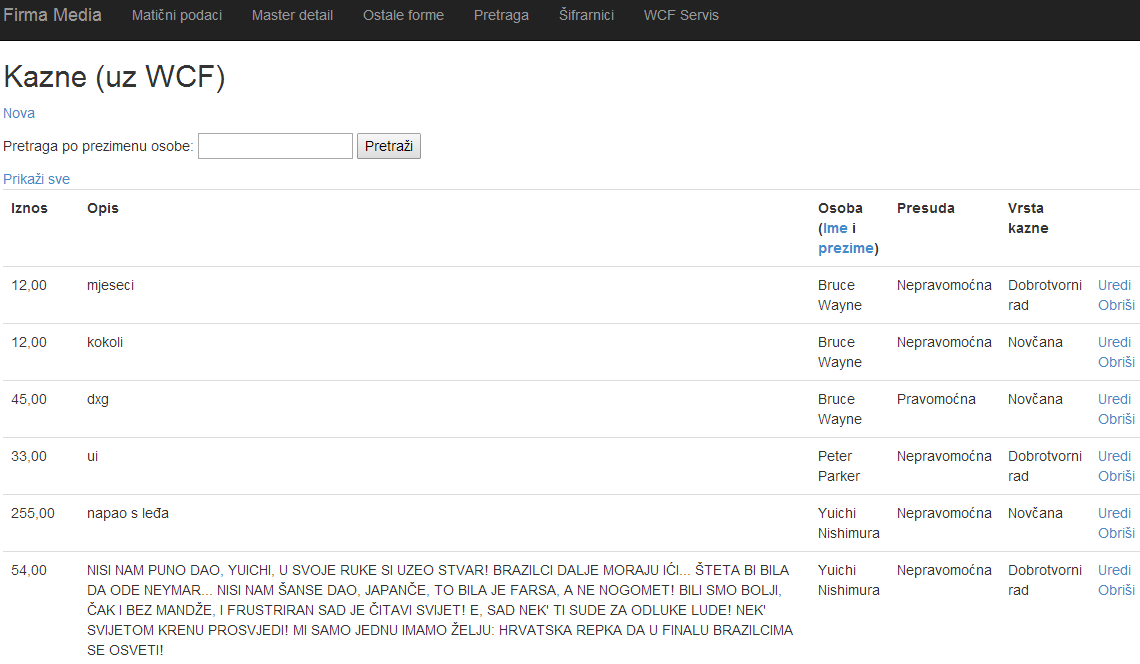 Firma Media Matični podaci Master detail Ostale forme Pretraga Šifrarnici WCF Servis
Kazne (uz WCF)
Nova
Pretraga po prezimenu osobe: Pretraži
Prikaži sve
Iznos Opis Osoba Presuda Vrsta
(Ime i kazne
prezime)
12,00 mjeseci Bruce Nepravomoćna Dobrotvorni Uredi
Wayne rad Obriši
12,00 kokoli Bruce Nepravomoćna Novčana Uredi
Wayne Obriši
45,00 dxg Bruce Pravomoćna Novčana Uredi
Wayne Obriši
33,00 ui Peter Nepravomoćna Dobrotvorni Uredi
Parker rad Obriši
255,00 napao s leđa Yuichi Nepravomoćna Novčana Uredi
Nishimura Obriši
54,00 NISI NAM PUNO DAO, YUICHI, U SVOJE RUKE SI UZEO STVAR! BRAZILCI DALJE MORAJU IĆI... ŠTETA BI BILA Yuichi Nepravomoćna Dobrotvorni Uredi
DA ODE NEYMAR... NISI NAM ŠANSE DAO, JAPANČE, TO BILA JE FARSA, A NE NOGOMET! BILI SMO BOLJI, Nishimura rad Obriši
ČAK I BEZ MANDŽE, I FRUSTRIRAN SAD JE ČITAVI SVIJET! E, SAD NEK' TI SUDE ZA ODLUKE LUDE! NEK'
SVIJETOM KRENU PROSVJEDI! MI SAMO JEDNU IMAMO ŽELJU: HRVATSKA REPKA DA U FINALU BRAZILCIMA
SE OSVETI!